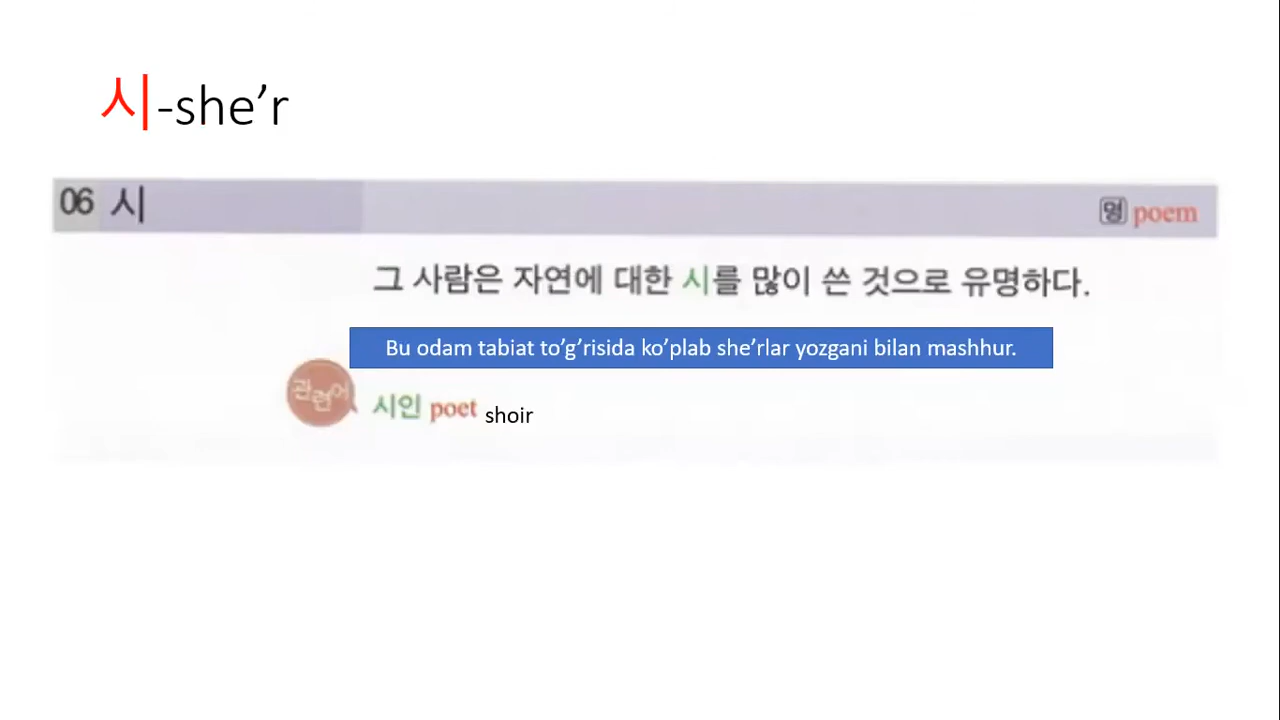 시-she’r
06 시 명 poem
그 사람은 자연에 대한 시를 많이 쓴 것으로 유명하다.
Bu odam tabiat to’g’risida ko’plab she’rlar yozgani bilan mashhur.
관련어 시인 poet shoir